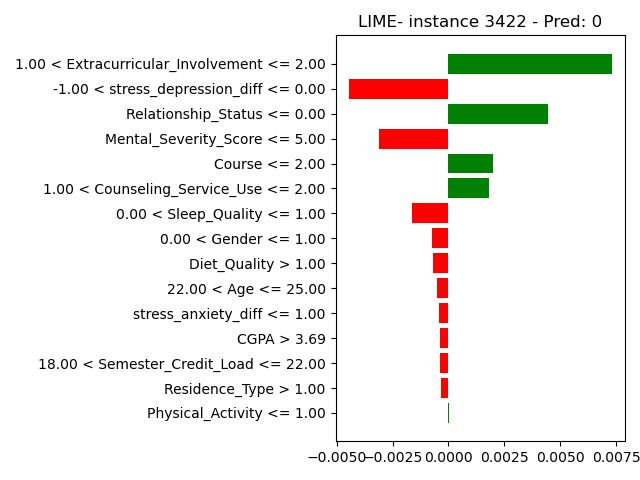 LIME- instance 3422 - Pred: 0
1.00 < Extracurricular_Involvement <= 2.00
-1.00 < stress_depression_diff <= 0.00
Relationship_Status <= 0.00
Mental_Severity_Score <= 5.00
Course <= 2.00
1.00 < Counseling_Service_Use <= 2.00
0.00 < Sleep_Quality <= 1.00
0.00 < Gender <= 1.00
Diet_Quality > 1.00
22.00 < Age <= 25.00
stress_anxiety_diff <= 1.00
CGPA > 3.69
18.00 < Semester_Credit_Load <= 22.00
Residence_Type > 1.00
Physical_Activity <= 1.00
−0.0050 −0.0025 0.0000 0.0025 0.0050 0.0075